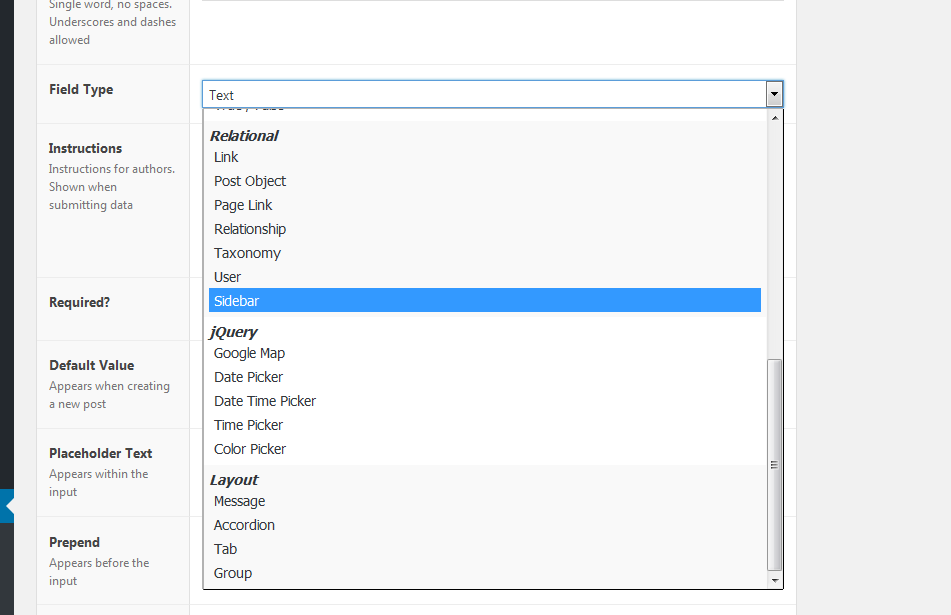 Single word, no spaces.
Underscores and dashes
allowed
Field Type
Text
Relational
Link
Post Object
Page Link
Relationship
Taxonomy
User
Sidebar
jQuery
Google Map
Date Picker
Date Time Picker
Time Picker
Color Picker
Layout
Message
Accordion
Tab
Group
Instructions
Instructions for authors.
Shown when
submitting data
Required?
Default Value
Appears when creating
a new post
Placeholder Text
Appears within the
input
Prepend
Appears before the
input